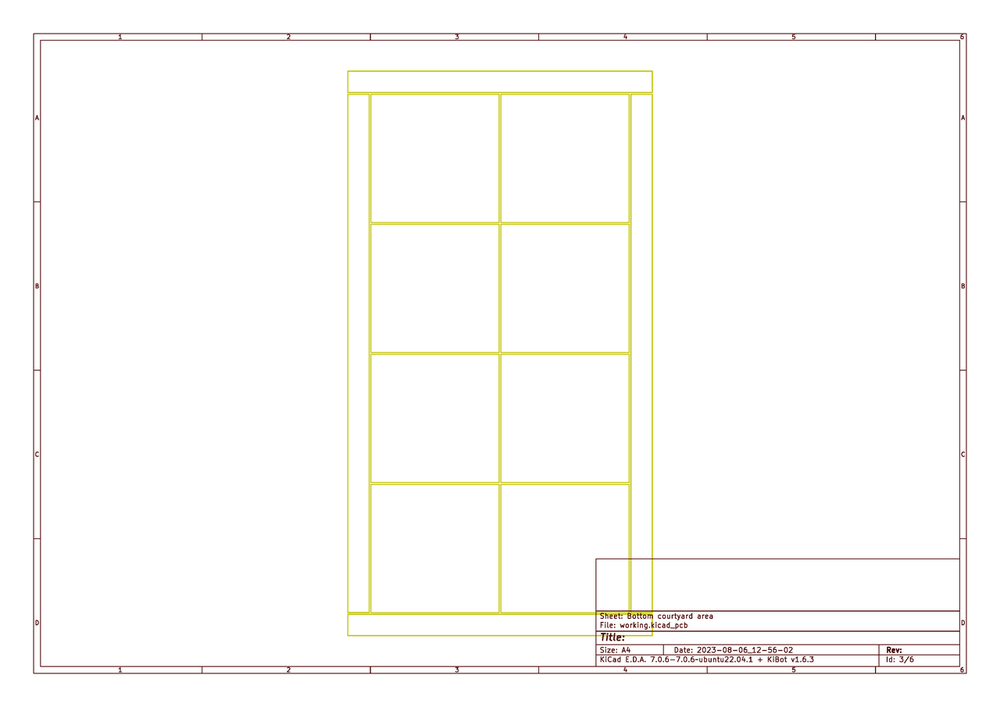 1 2 3 4 5 6
A A
B B
C C
D D
Sheet: Bottom courtyard area
File: working.kicad_pcb
Title:
Size: A4 Date: 2023-08-06_12-56-02 Rev:
KiCad E.D.A. 7.0.6-7.0.6-ubuntu22.04.1 + KiBot v1.6.3 Id: 3/6
1 2 3 4 5 6